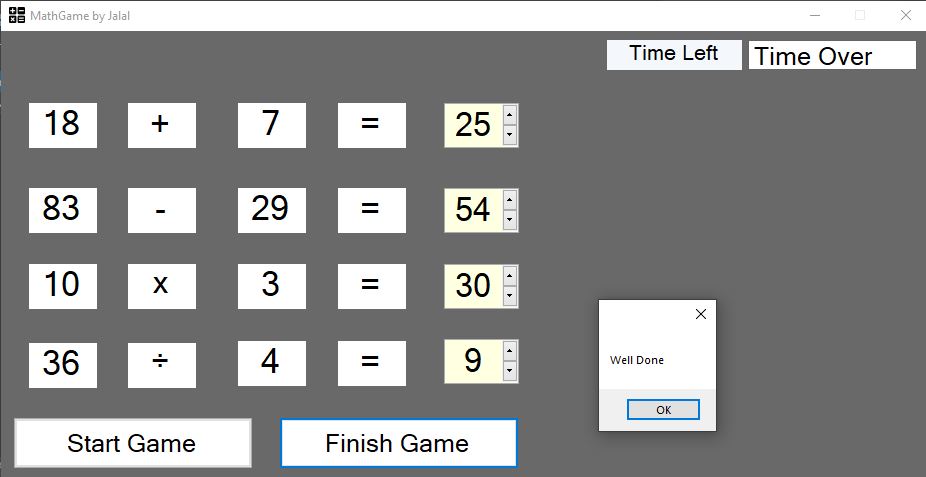 MathGame by Jalal
Time Left Time Over
18 + 7 = 25
83 - 29 = 54
10 x 3 = 30
36 ÷ 4 = 9
Well Done
OK
Start Game Finish Game